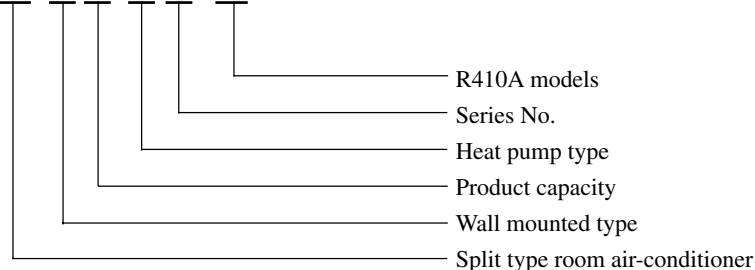 R410A models
Series No.
Heat pump type
Product capacity
Wall mounted type
Split type room air-conditioner